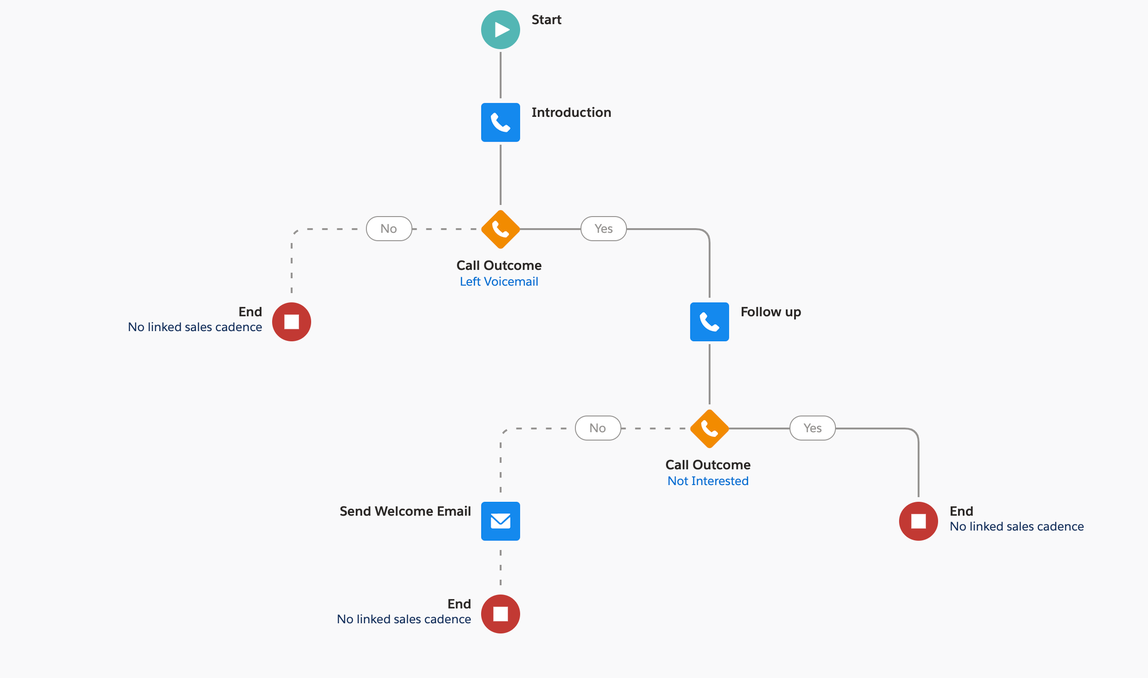 Start
Introduction
No
Yes
Call Outcome
Left Voicemail
End
No linked sales cadence
Follow up
No
Yes
Call Outcome
Not Interested
Send Welcome Email
End
No linked sales cadence
End
No linked sales cadence